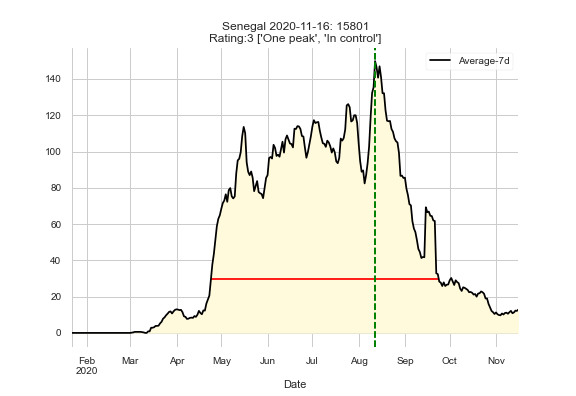 Senegal 2020-11-16: 15801
Rating:3 ['One peak', 'In control']
Average-7d
140
120
100
80
60
40
20
0
Feb Mar Apr May Jun Jul Aug Sep Oct Nov
2020
Date